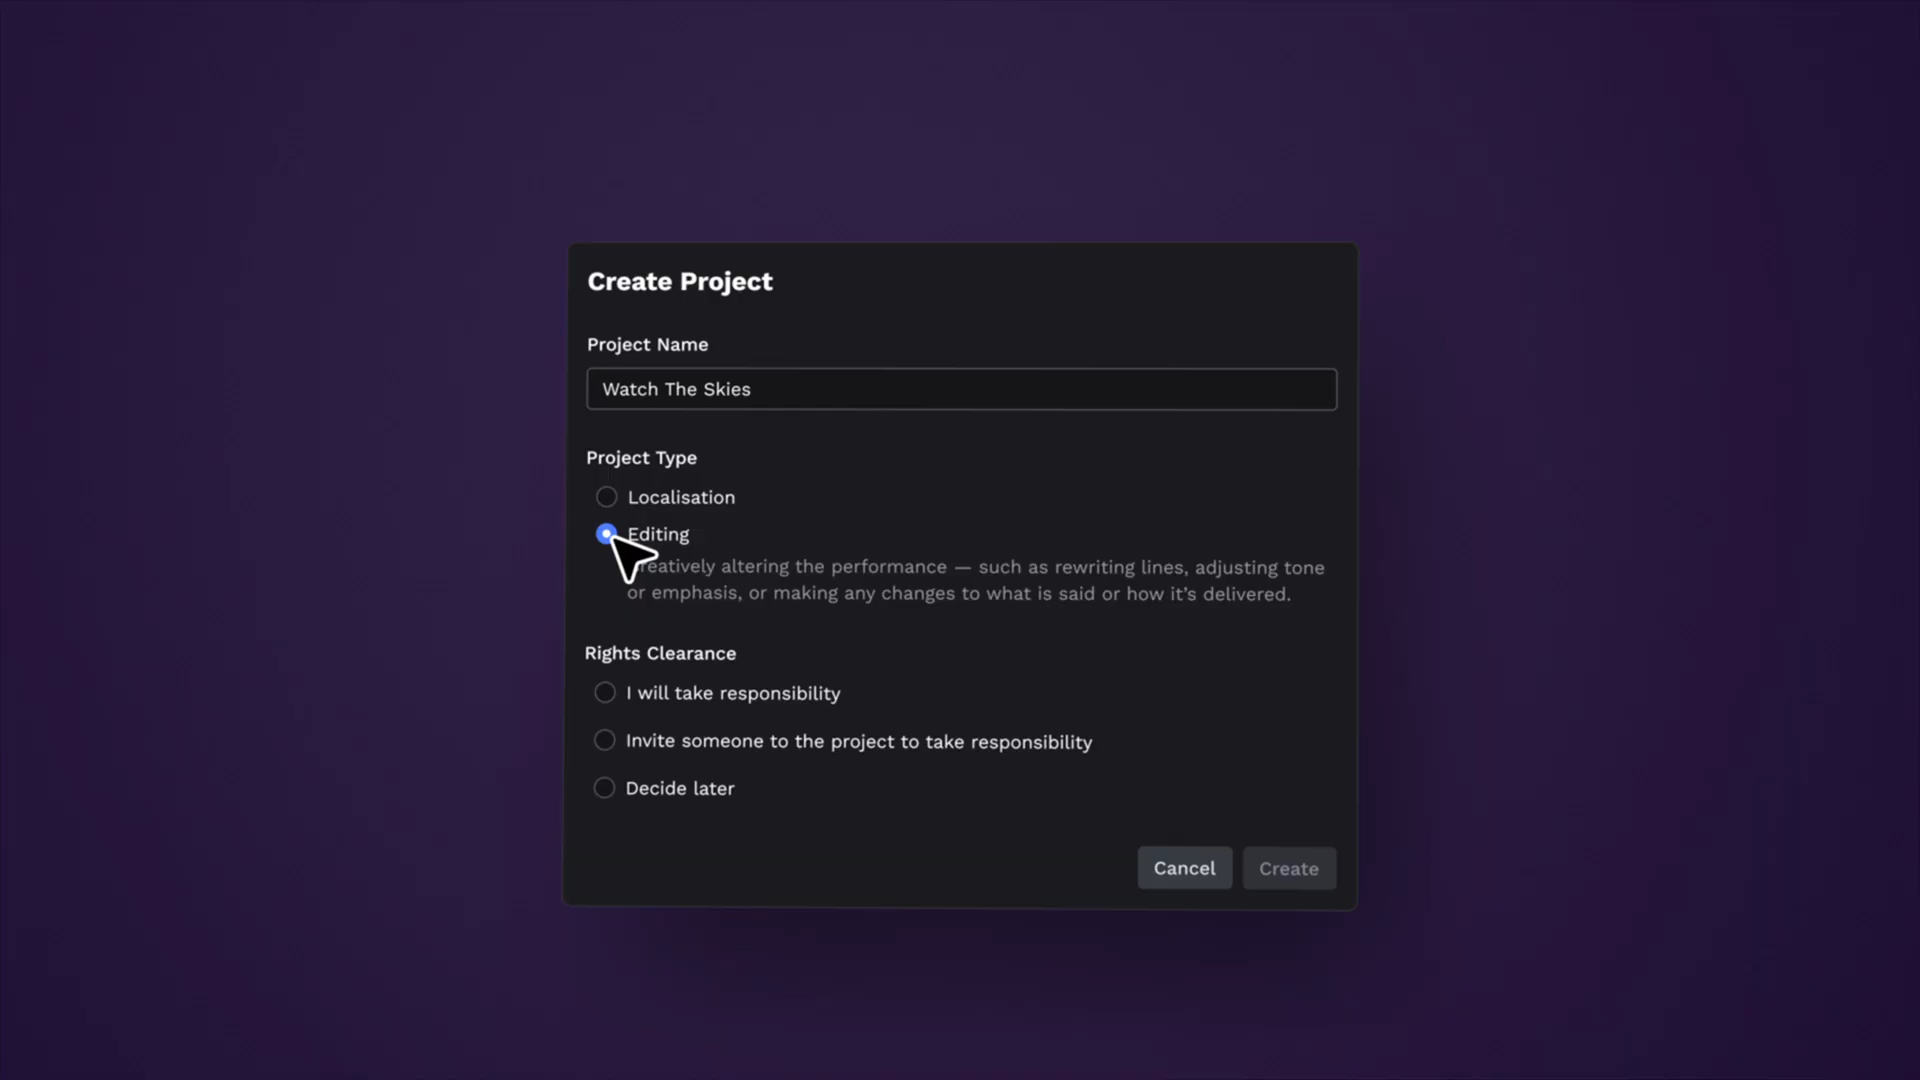 Create Project
Project Name
Watch The Skies
Project Type
Localisation
Editing
reatively altering the performance — such as rewriting lines, adjusting tone
or emphasis, or making any changes to what is said or how it’s delivered.
Rights Clearance
I will take responsibility
Invite someone to the project to take responsibility
Decide later
Cancel
Create